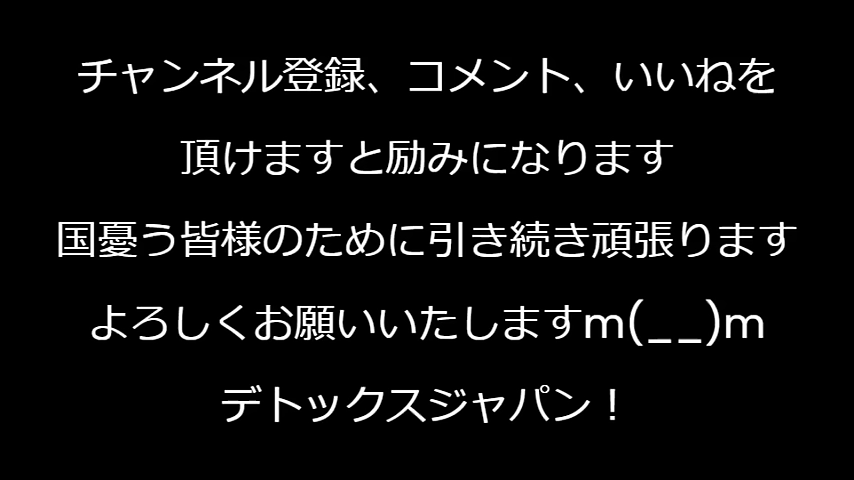 チャンネル登録、コメント、いいねを
頂けますと励みになります
国憂う皆様のために引き続き頑張ります
よろしくお願いいたしますm(__)m
デトックスジャパン！